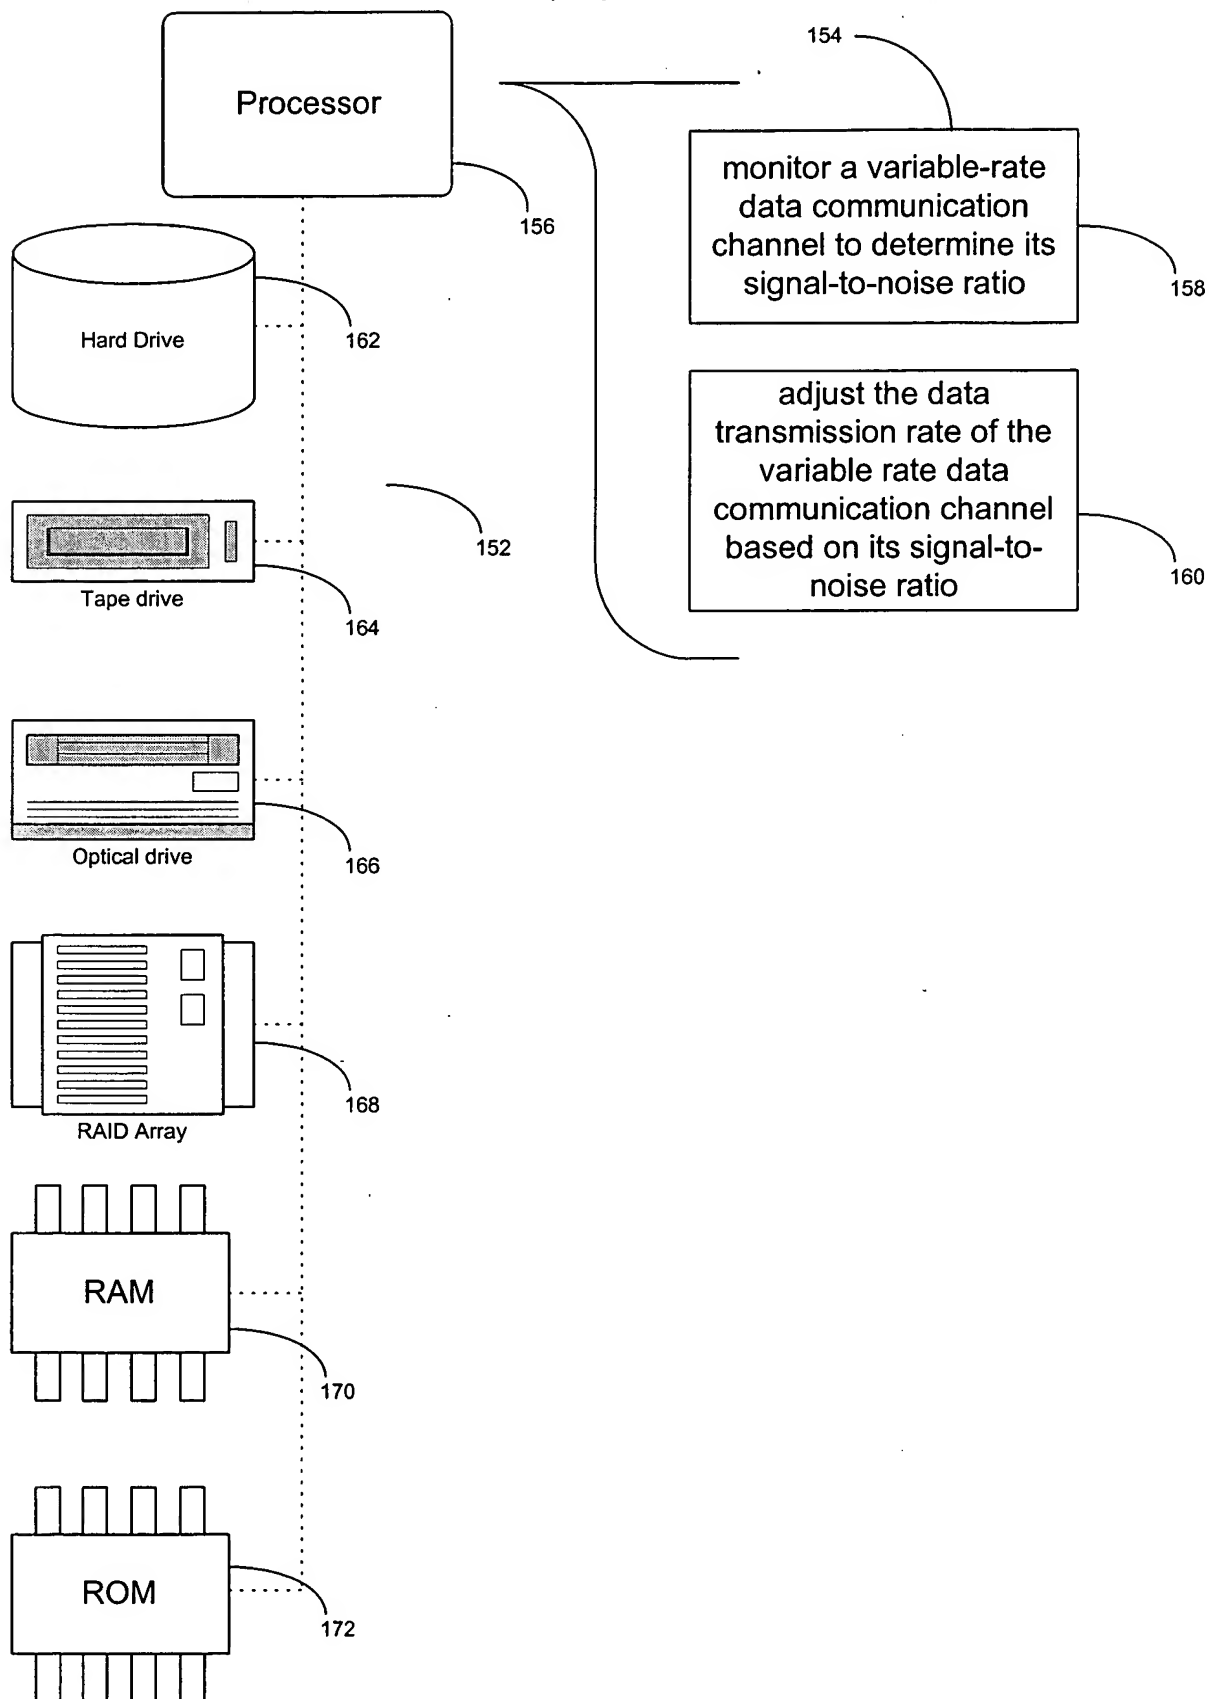 154
Processor
monitor a variable-rate
data communication
channel to determine its
signal-to-noise ratio
156
158
Hard Drive
162
adjust the data
transmission rate of the
variable rate data
communication channel
based on its signal-to-
noise ratio
152
160
Tape drive
164
Optical drive
166
168
RAID Array
RAM
170
ROM
172